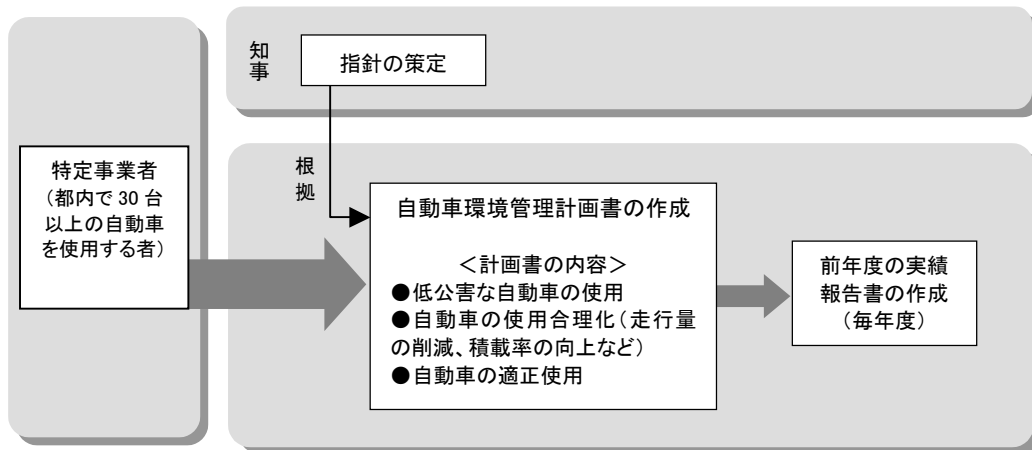 知事
指針の策定
特定事業者
（都内で 30 台
以上の自動車
を使用する者）
根拠
自動車環境管理計画書の作成
＜計画書の内容＞
●低公害な自動車の使用
●自動車の使用合理化（走行量
の削減、積載率の向上など）
●自動車の適正使用
前年度の実績
報告書の作成
（毎年度）